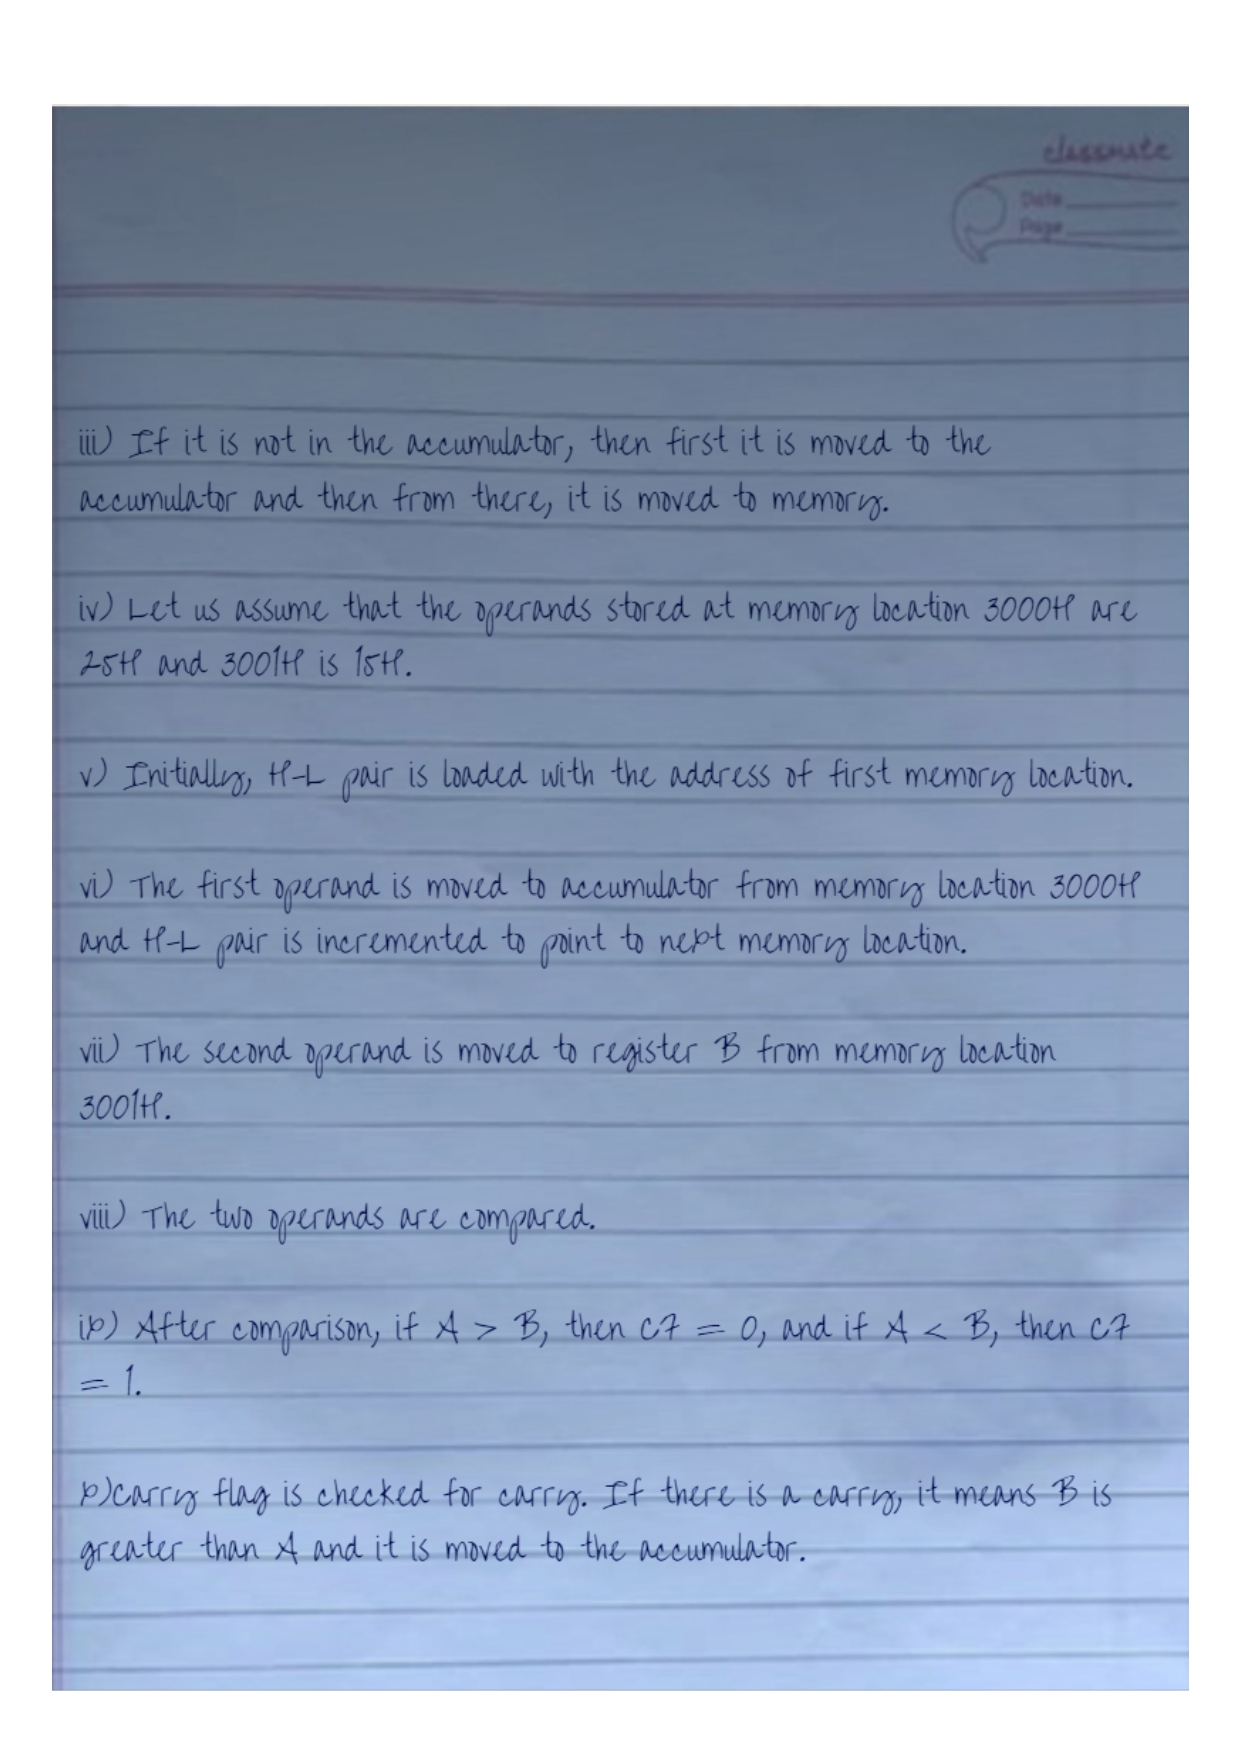 classmate
Date
Page
iii) If it is not in the accumulator, then first it is moved to the
accumulator and then from there, it is moved to memory.
iv) Let us assume that the operands stored at memory location 3000H are
25H and 3001H is 15H.
v) Initially, H-L pair is loaded with the address of first memory location.
vi) The first operand is moved to accumulator from memory location 3000H
and H-L pair is incremented to point to next memory location.
vii) The second operand is moved to register B from memory location
3001H.
viii) The two operands are compared.
ix) After comparison, if A > B, then CF = 0, and if A < B, then CF
= 1.
x)Carry flag is checked for carry. If there is a carry, it means B is
greater than A and it is moved to the accumulator.